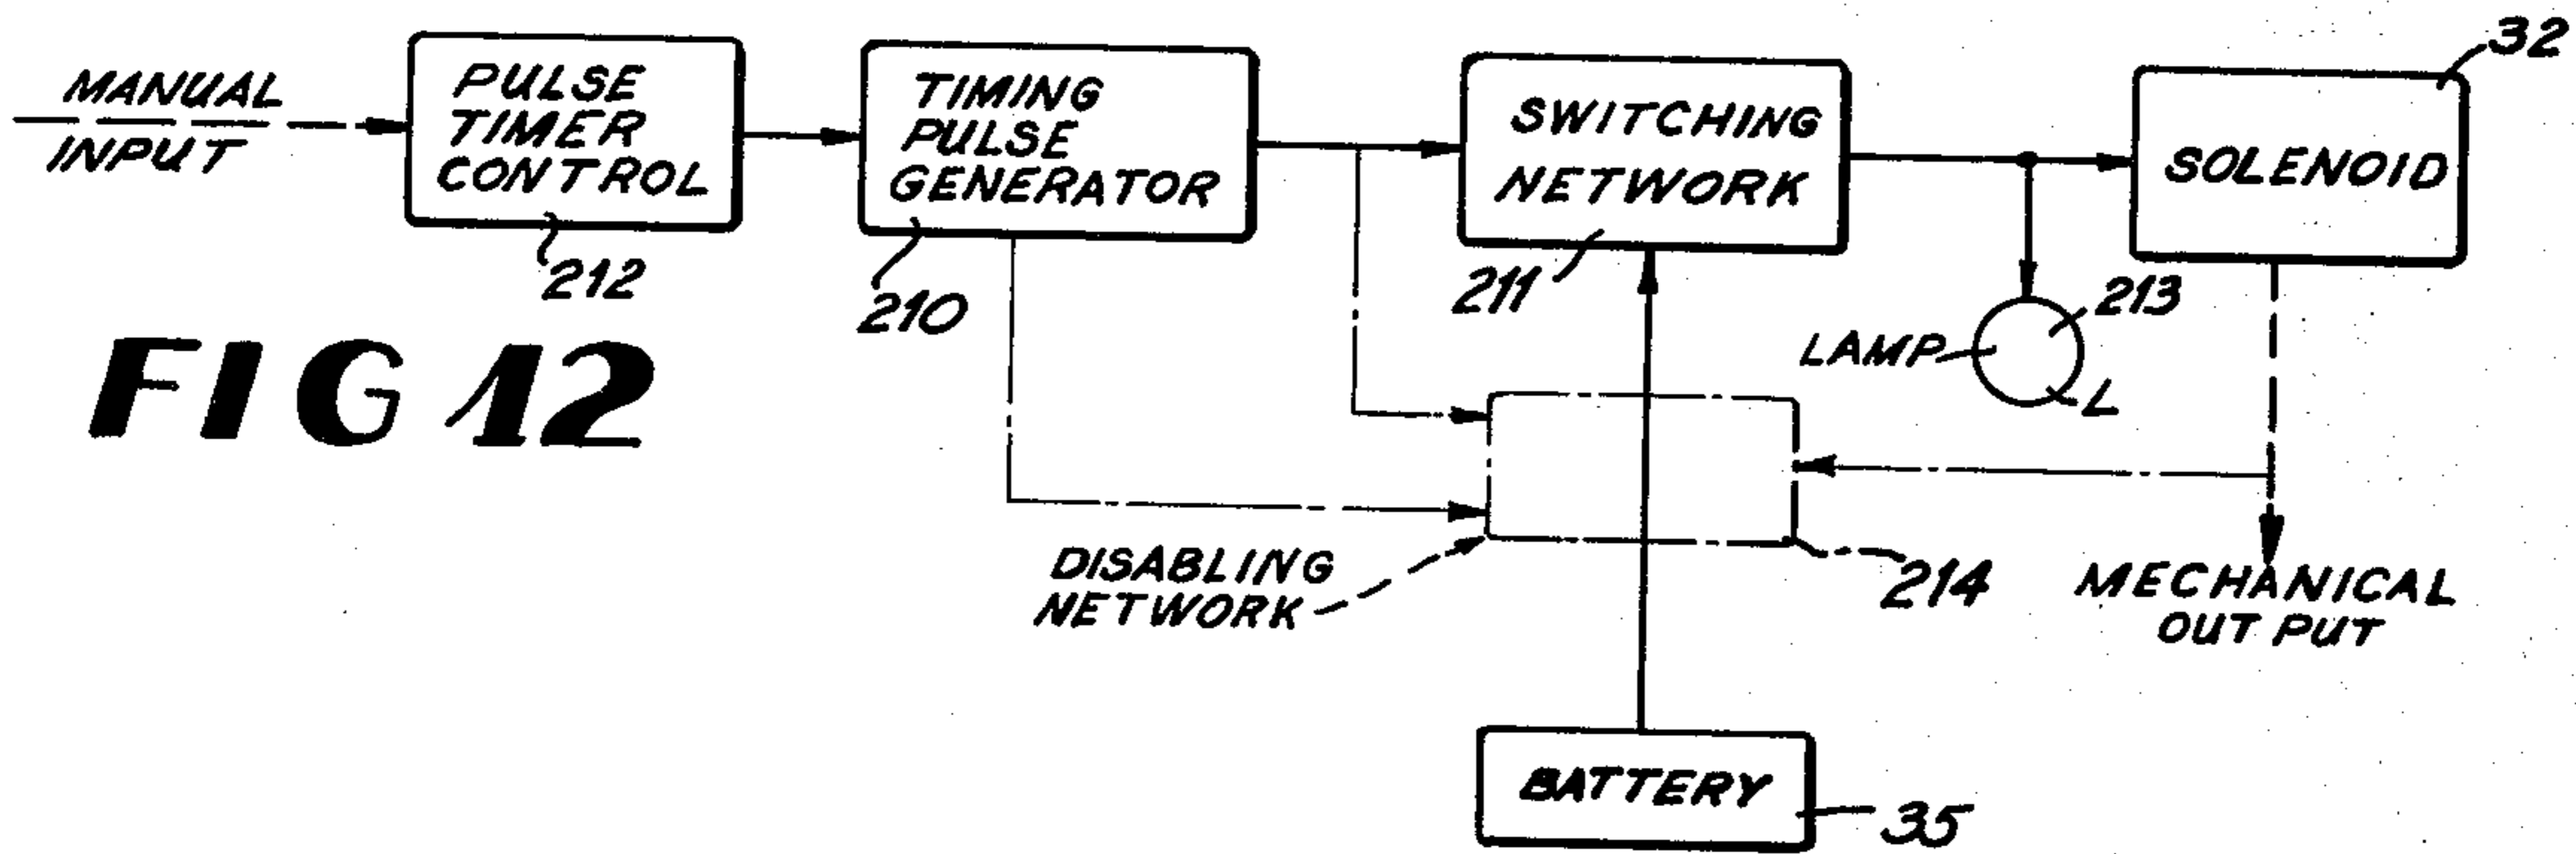 MANUAL
INPUT
PULSE
TIMER
CONTROL
212
TIMING
PULSE
GENERATOR
210
SWITCHING
NETWORK
211
SOLENOID
32
LAMP
213
L
FIG 12
DISABLING
NETWORK
214
MECHANICAL
OUT PUT
BATTERY
35